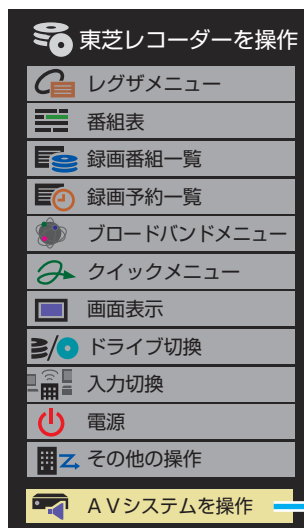 東芝レコーダーを操作
レグザメニュー
番組表
録画番組一覧
録画予約一覧
ブロードバンドメニュー
クイックメニュー
画面表示
ドライブ切換
入力切換
電源
その他の操作
AVシステムを操作